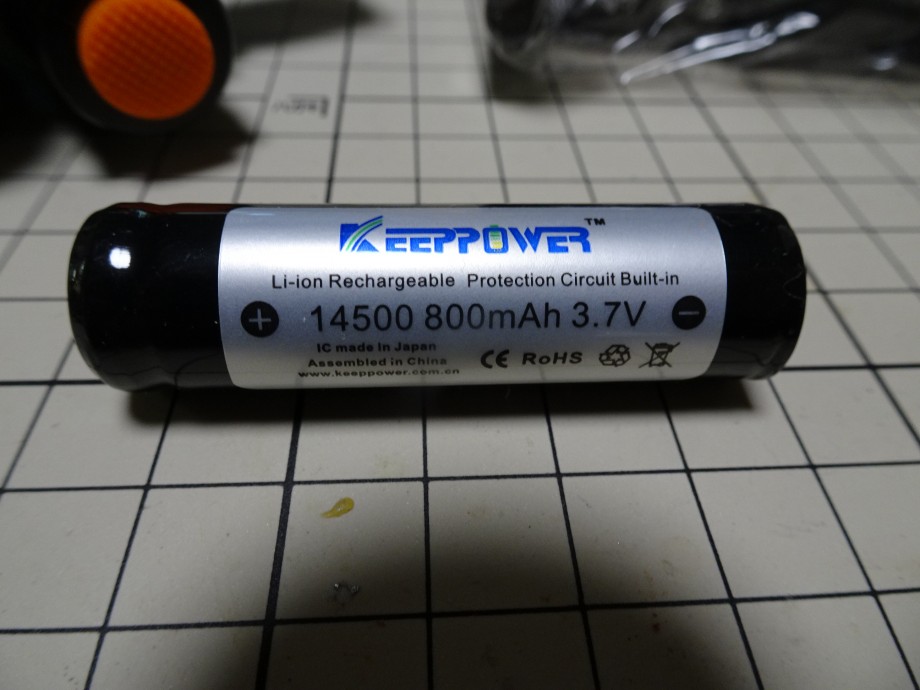 KEEPPOWER™
Li-ion Rechargeable Protection Circuit Built-in
+ 14500 800mAh 3.7V −
IC made in Japan
Assembled in China
www.keeppower.com.cn
CE RoHS